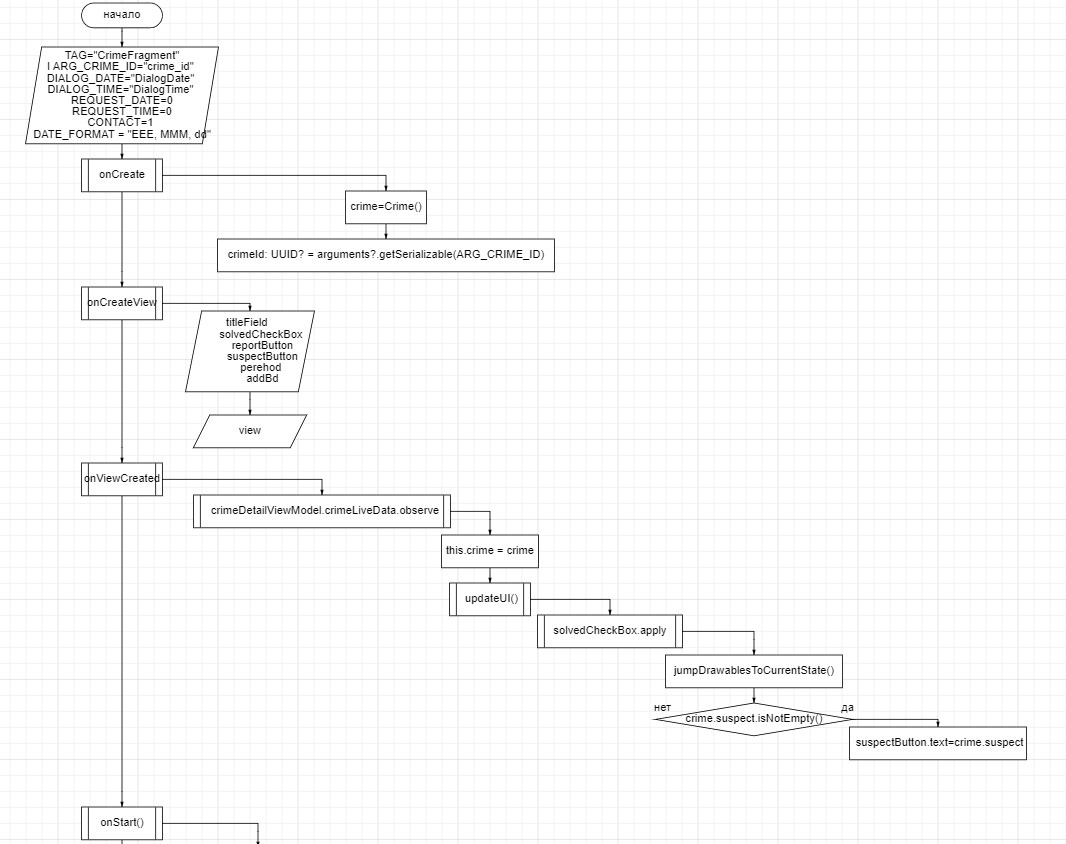 начало
TAG="CrimeFragment"
l ARG_CRIME_ID="crime_id"
DIALOG_DATE="DialogDate"
DIALOG_TIME="DialogTime"
REQUEST_DATE=0
REQUEST_TIME=0
CONTACT=1
DATE_FORMAT = "EEE, MMM, dd"
onCreate
crime=Crime()
crimeId: UUID? = arguments?.getSerializable(ARG_CRIME_ID)
onCreateView
titleField
solvedCheckBox
reportButton
suspectButton
perehod
addBd
view
onViewCreated
crimeDetailViewModel.crimeLiveData.observe
this.crime = crime
updateUI()
solvedCheckBox.apply
jumpDrawablesToCurrentState()
нет
да
crime.suspect.isNotEmpty()
suspectButton.text=crime.suspect
onStart()